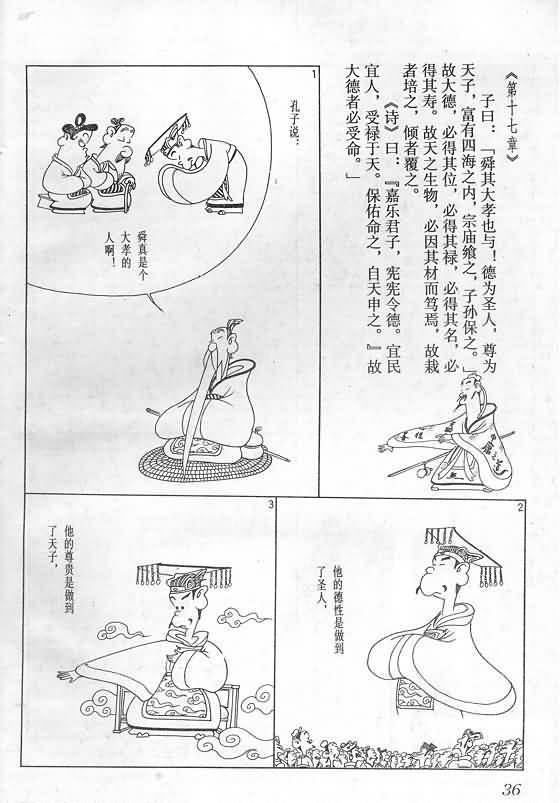 《第十七章》
子曰：「舜其大孝也与！德为圣人，尊为
天子，富有四海之内，宗庙飨之，子孙保之。」
故大德，必得其位，必得其禄，必得其名，必
得其寿。故天之生物，必因其材而笃焉，故栽
者培之，倾者覆之。
《诗》曰：『嘉乐君子，宪宪令德。宜民
宜人，受禄于天。保佑命之，自天申之。』故
大德者必受命。」
1
孔子说：
舜真是个
大孝的
人啊！
2
他的德性是做到
了圣人，
3
他的尊贵是做到
了天子，
36